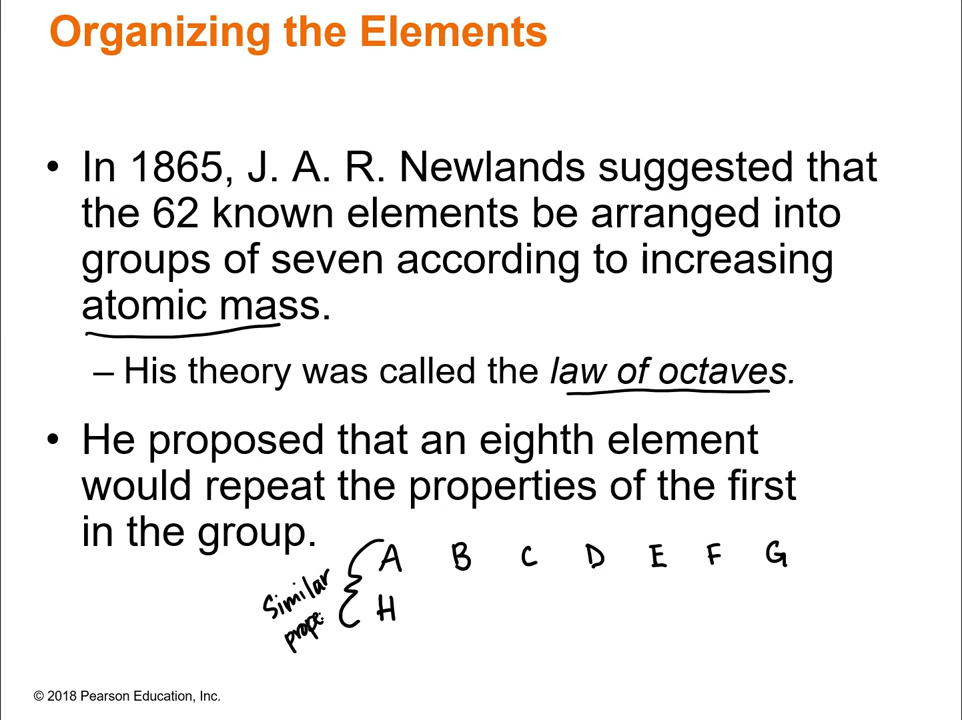 Organizing the Elements
• In 1865, J. A. R. Newlands suggested that
the 62 known elements be arranged into
groups of seven according to increasing
atomic mass.
– His theory was called the law of octaves.
• He proposed that an eighth element
would repeat the properties of the first
in the group.
A B C D E F G
Similar
prope.
H
© 2018 Pearson Education, Inc.